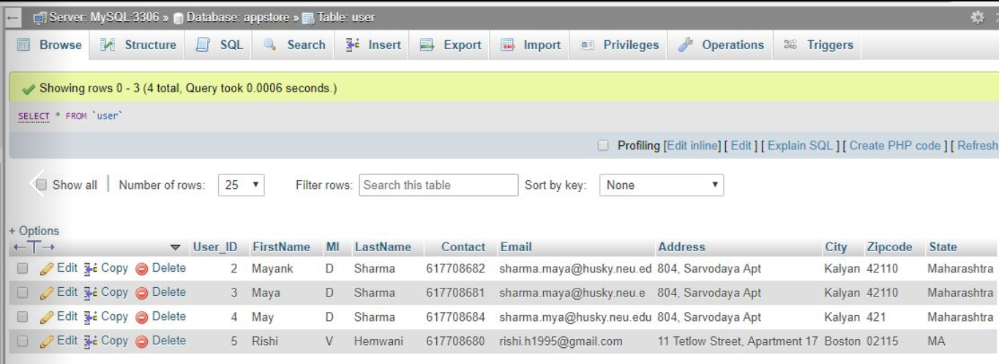 Server: MySQL:3306 » Database: appstore » Table: user
Browse Structure SQL Search Insert Export Import Privileges Operations Triggers
Showing rows 0 - 3 (4 total, Query took 0.0006 seconds.)
SELECT * FROM `user`
Profiling [Edit inline] [ Edit ] [ Explain SQL ] [ Create PHP code ] [ Refresh
Show all Number of rows: 25 Filter rows: Search this table Sort by key: None
+ Options
User_ID FirstName MI LastName Contact Email Address City Zipcode State
Edit Copy Delete 2 Mayank D Sharma 617708682 sharma.maya@husky.neu.ed 804, Sarvodaya Apt Kalyan 42110 Maharashtra
Edit Copy Delete 3 Maya D Sharma 617708681 sharma.maya@husky.neu.e 804, Sarvodaya Apt Kalyan 42110 Maharashtra
Edit Copy Delete 4 May D Sharma 617708684 sharma.mya@husky.neu.edu 804, Sarvodaya Apt Kalyan 421 Maharashtra
Edit Copy Delete 5 Rishi V Hemwani 617708680 rishi.h1995@gmail.com 11 Tetlow Street, Apartment 17 Boston 02115 MA